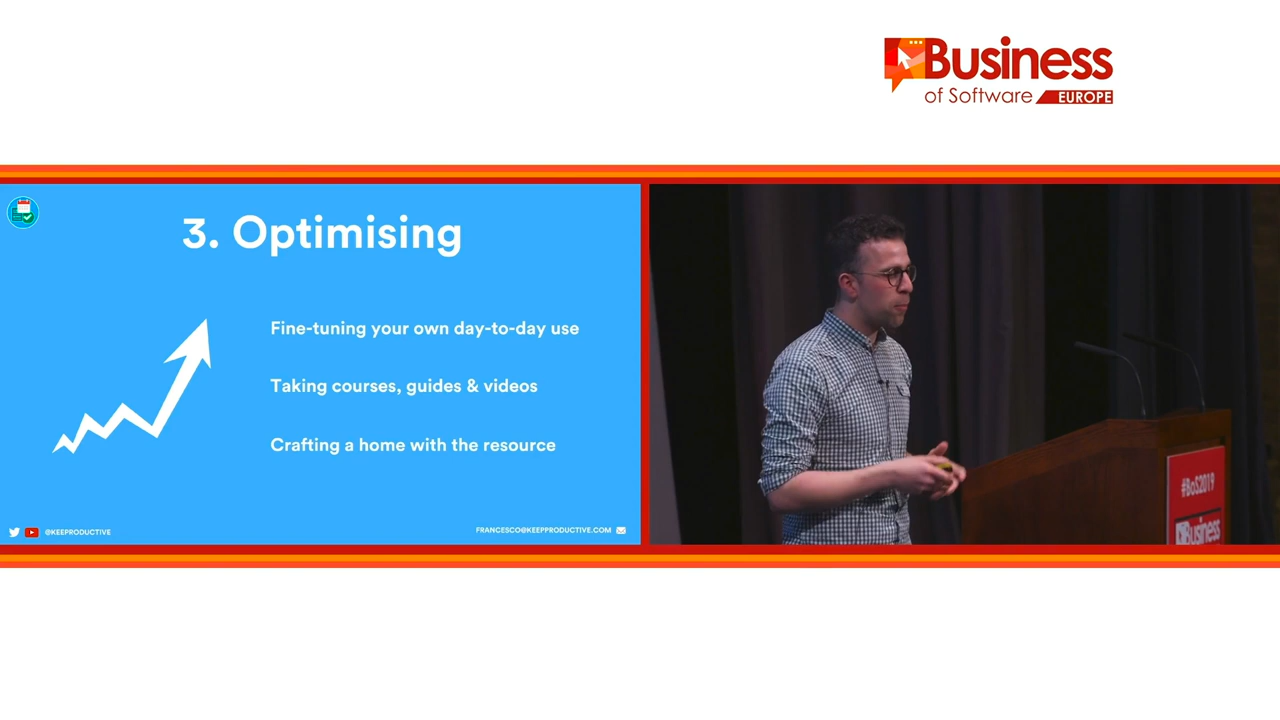 Business
of Software EUROPE
3. Optimising
Fine-tuning your own day-to-day use
Taking courses, guides & videos
Crafting a home with the resource
@KEEPRODUCTIVE
FRANCESCO@KEEPPRODUCTIVE.COM
#BoS2019
Business